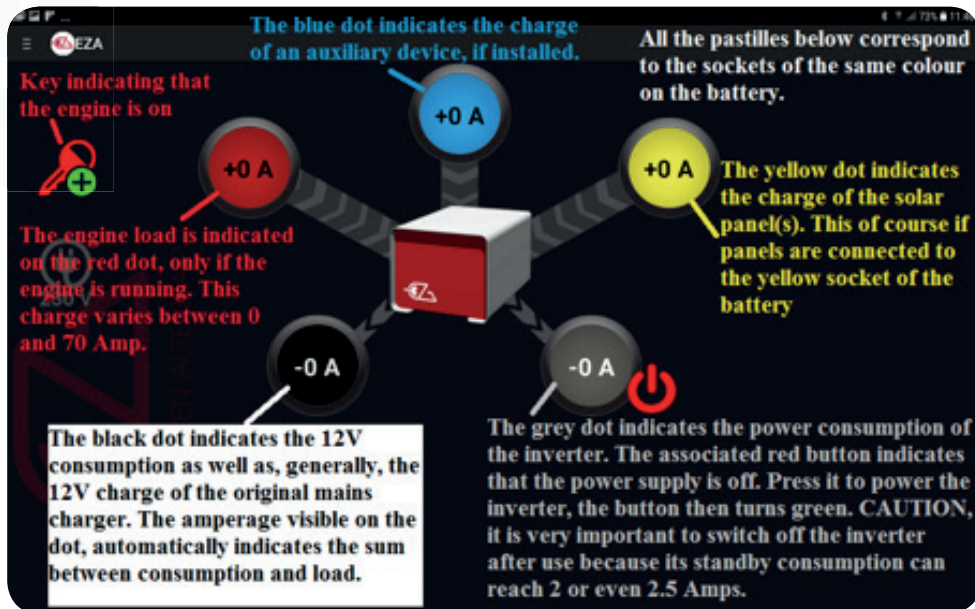 73% 11:46
EZA
The blue dot indicates the charge
of an auxiliary device, if installed.
All the pastilles below correspond
to the sockets of the same colour
on the battery.
Key indicating that
the engine is on
+0 A
+0 A
+0 A
The yellow dot indicates
the charge of the solar
panel(s). This of course if
panels are connected to
the yellow socket of the
battery
The engine load is indicated
on the red dot, only if the
engine is running. This
charge varies between 0
and 70 Amp.
230 V
-0 A
-0 A
The black dot indicates the 12V
consumption as well as, generally, the
12V charge of the original mains
charger. The amperage visible on the
dot, automatically indicates the sum
between consumption and load.
The grey dot indicates the power consumption of
the inverter. The associated red button indicates
that the power supply is off. Press it to power the
inverter, the button then turns green. CAUTION,
it is very important to switch off the inverter
after use because its standby consumption can
reach 2 or even 2.5 Amps.